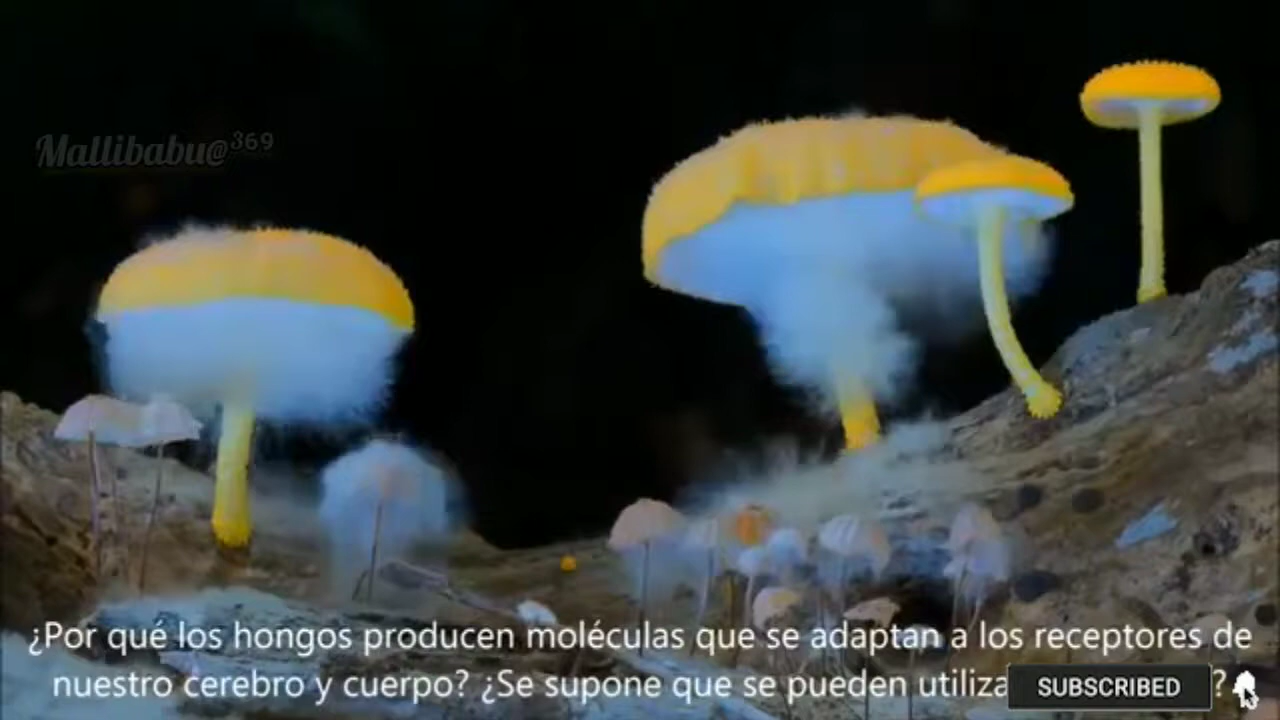 Mallibabu@369
¿Por qué los hongos producen moléculas que se adaptan a los receptores de
nuestro cerebro y cuerpo? ¿Se supone que se pueden utiliza ?
SUBSCRIBED